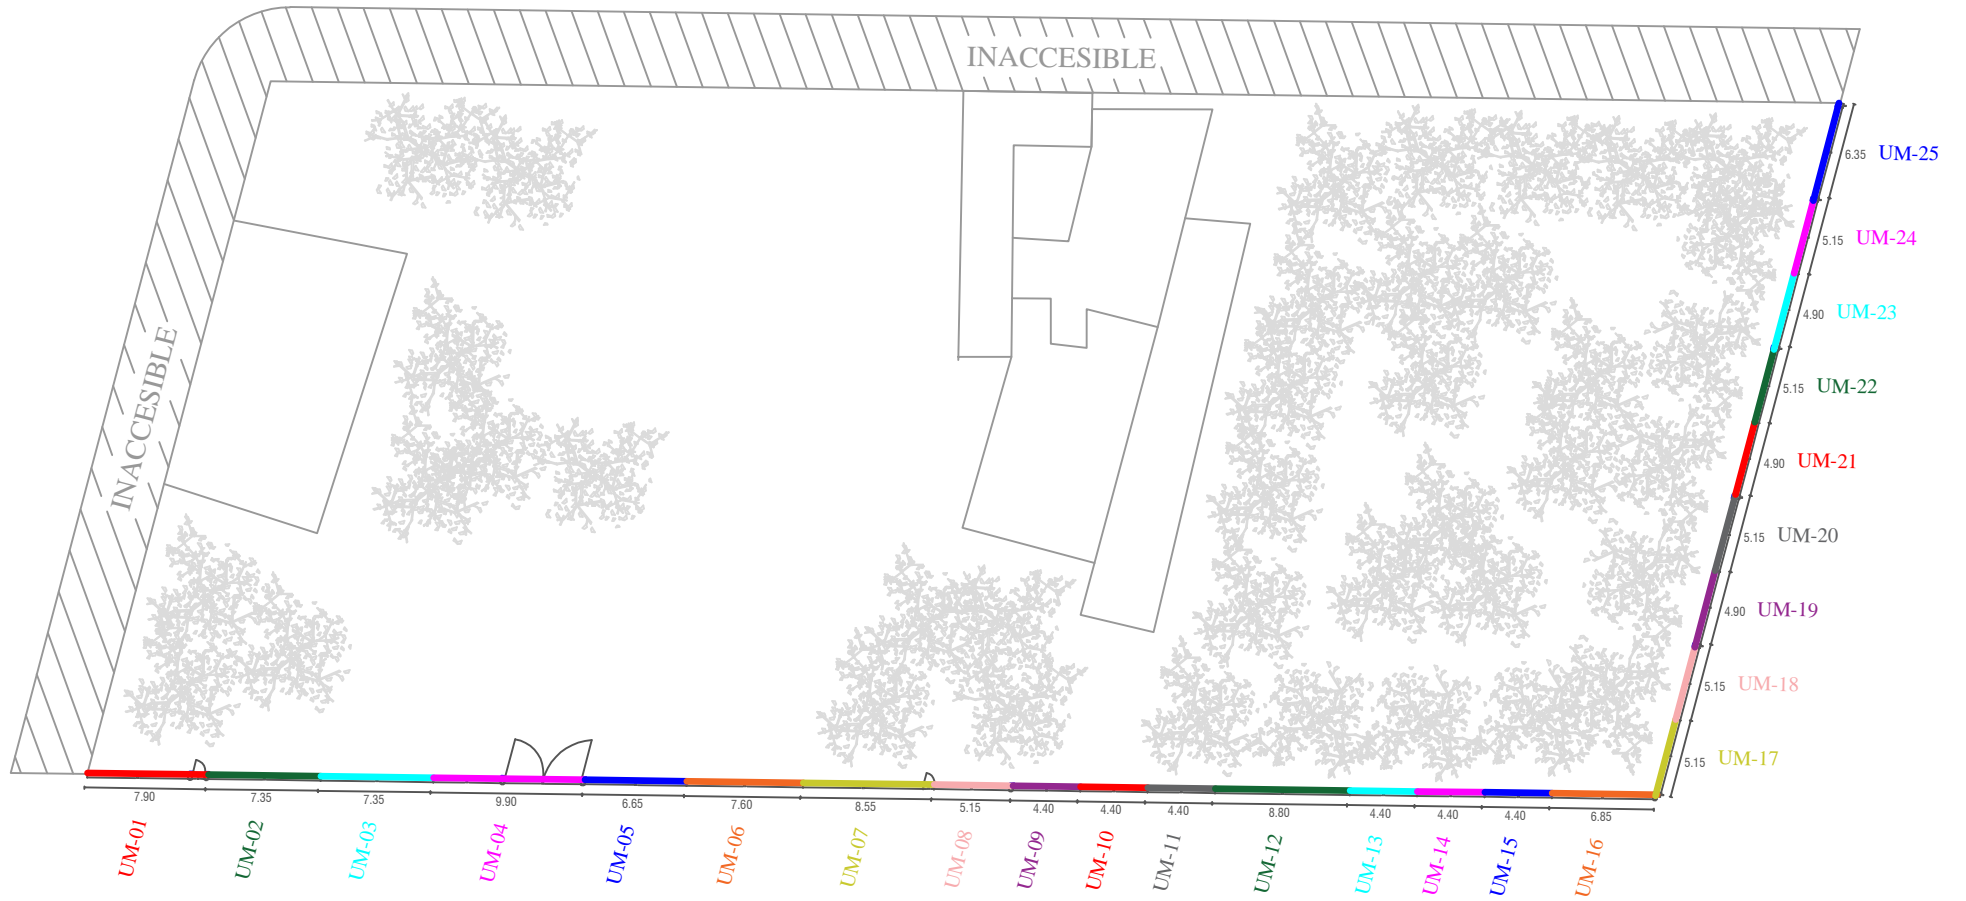 INACCESIBLE
INACCESIBLE
6.35 UM-25
5.15 UM-24
4.90 UM-23
5.15 UM-22
4.90 UM-21
5.15 UM-20
4.90 UM-19
5.15 UM-18
5.15 UM-17
7.90 7.35 7.35 9.90 6.65 7.60 8.55 5.15 4.40 4.40 4.40 8.80 4.40 4.40 4.40 6.85
UM-01 UM-02 UM-03 UM-04 UM-05 UM-06 UM-07 UM-08 UM-09 UM-10 UM-11 UM-12 UM-13 UM-14 UM-15 UM-16